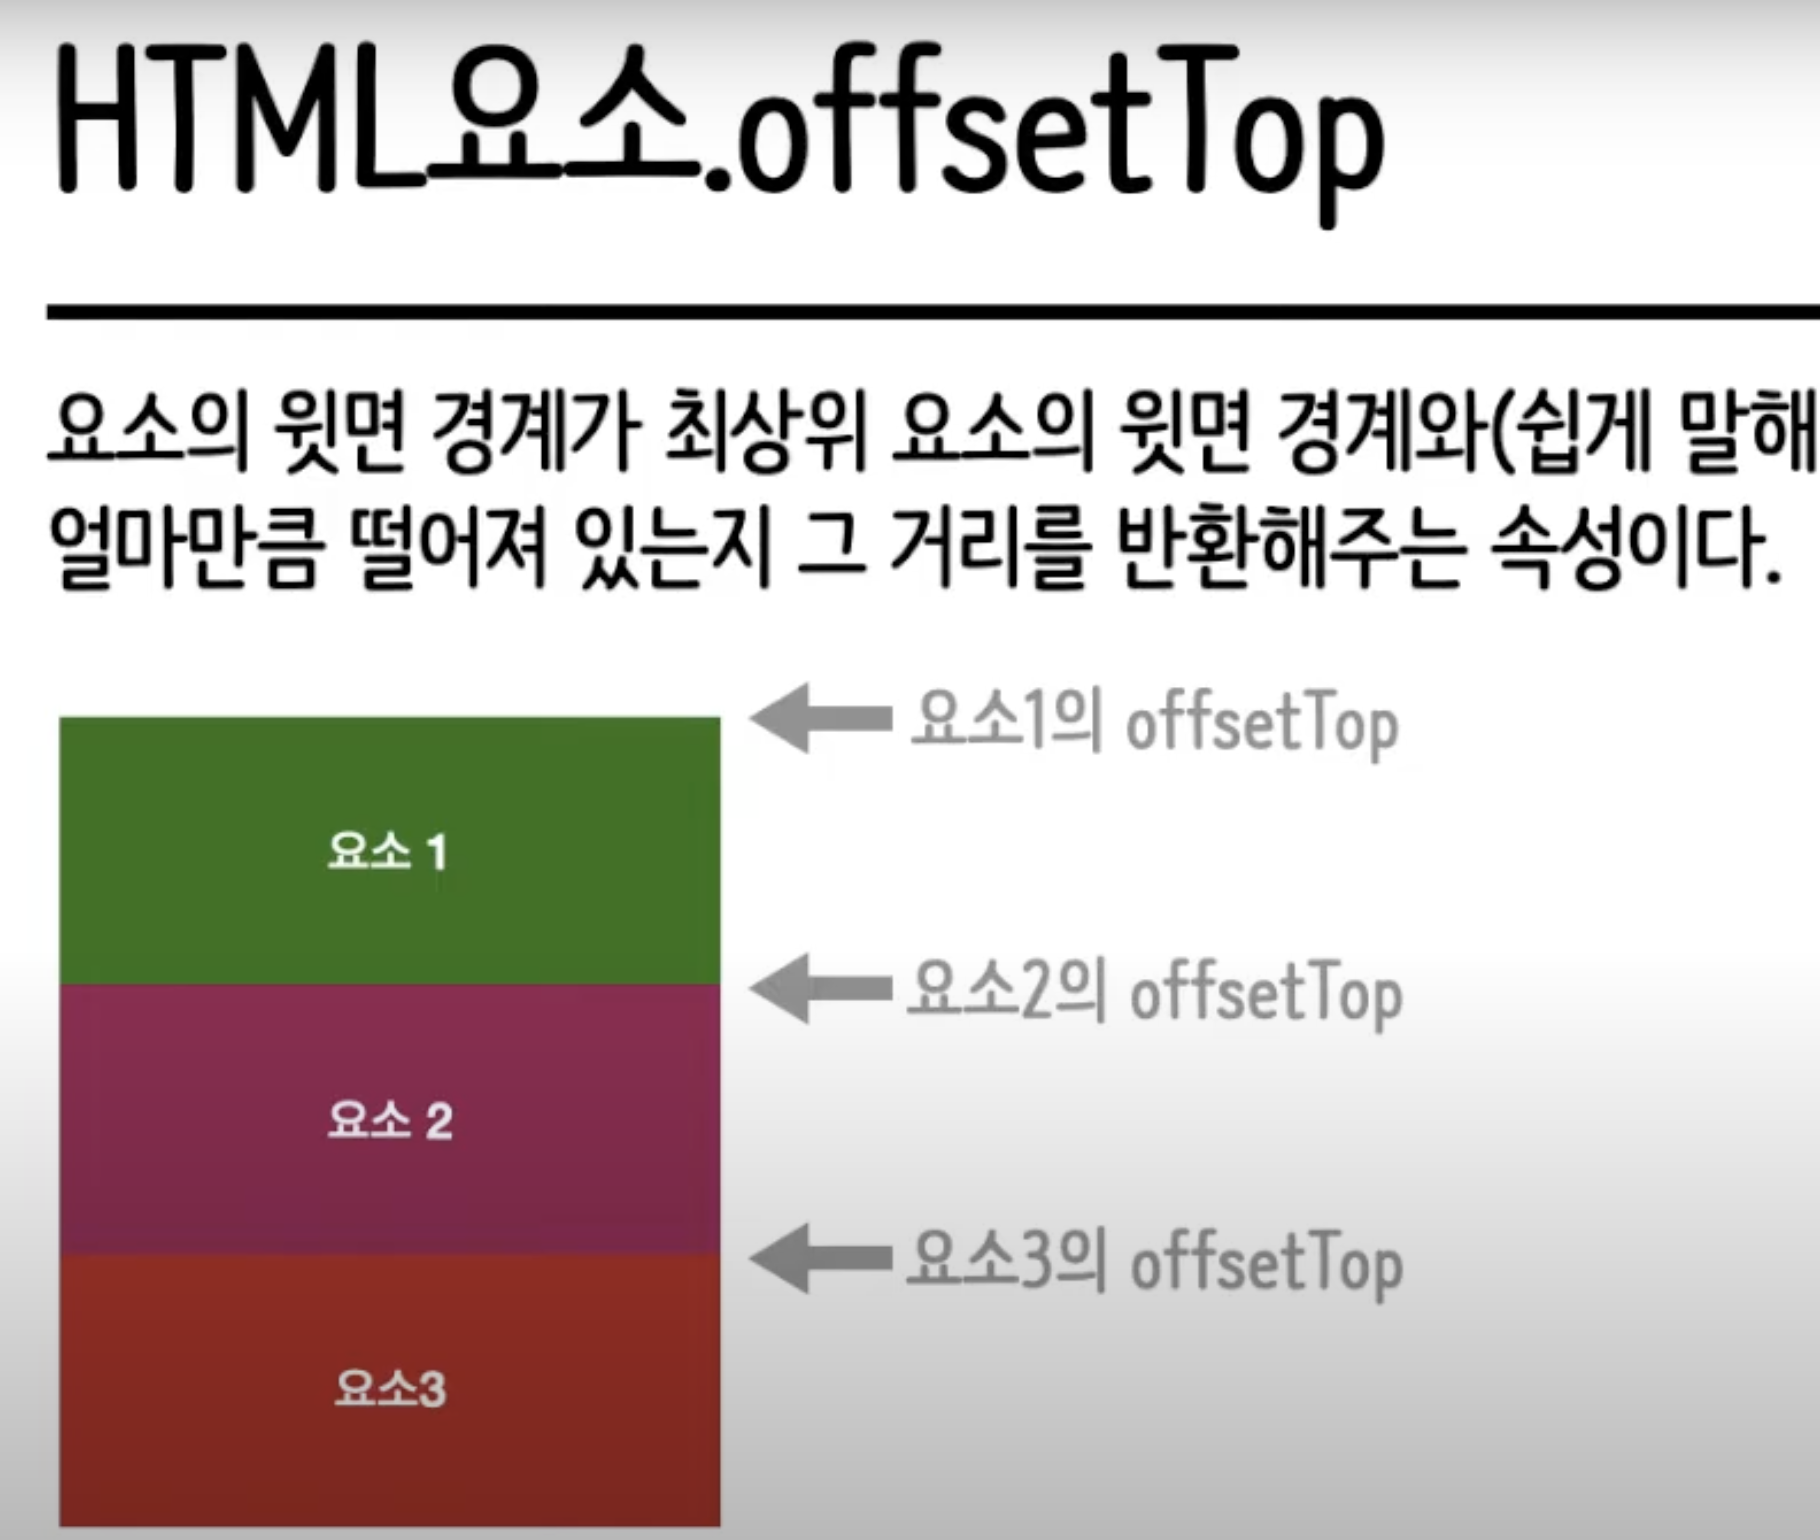 HTML요소.offsetTop
요소의 윗면 경계가 최상위 요소의 윗면 경계와(쉽게 말해
얼마만큼 떨어져 있는지 그 거리를 반환해주는 속성이다.
요소1의 offsetTop
요소 1
요소2의 offsetTop
요소 2
요소3의 offsetTop
요소3